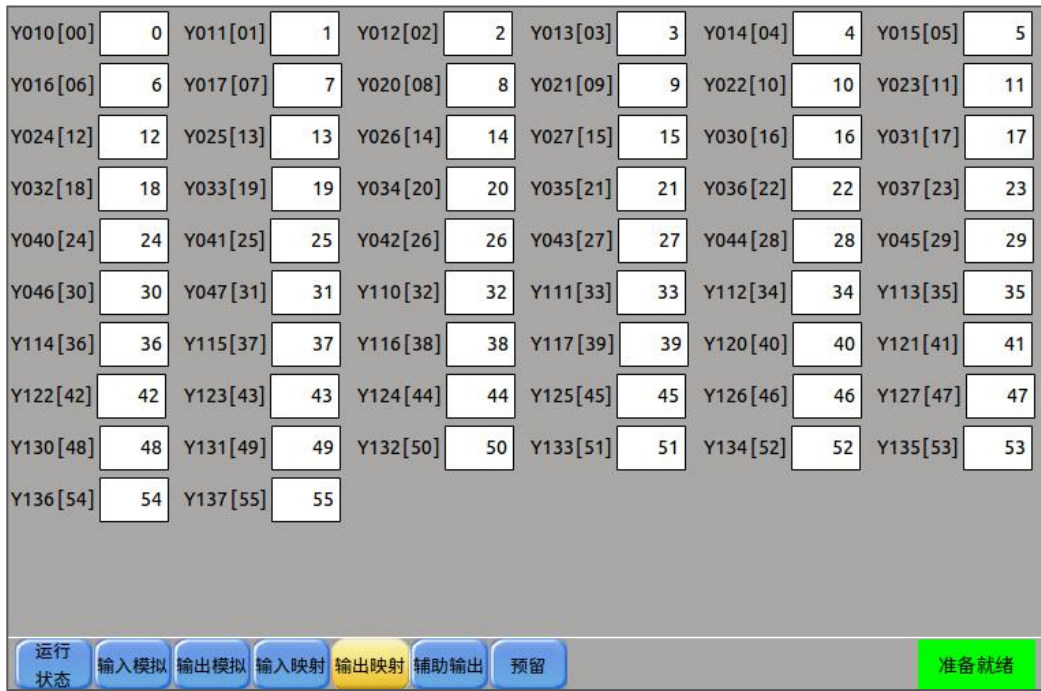 Y010[00] 0 Y011[01] 1 Y012[02] 2 Y013[03] 3 Y014[04] 4 Y015[05] 5
Y016[06] 6 Y017[07] 7 Y020[08] 8 Y021[09] 9 Y022[10] 10 Y023[11] 11
Y024[12] 12 Y025[13] 13 Y026[14] 14 Y027[15] 15 Y030[16] 16 Y031[17] 17
Y032[18] 18 Y033[19] 19 Y034[20] 20 Y035[21] 21 Y036[22] 22 Y037[23] 23
Y040[24] 24 Y041[25] 25 Y042[26] 26 Y043[27] 27 Y044[28] 28 Y045[29] 29
Y046[30] 30 Y047[31] 31 Y110[32] 32 Y111[33] 33 Y112[34] 34 Y113[35] 35
Y114[36] 36 Y115[37] 37 Y116[38] 38 Y117[39] 39 Y120[40] 40 Y121[41] 41
Y122[42] 42 Y123[43] 43 Y124[44] 44 Y125[45] 45 Y126[46] 46 Y127[47] 47
Y130[48] 48 Y131[49] 49 Y132[50] 50 Y133[51] 51 Y134[52] 52 Y135[53] 53
Y136[54] 54 Y137[55] 55
运行
状态 输入模拟 输出模拟 输入映射 输出映射 辅助输出 预留 准备就绪